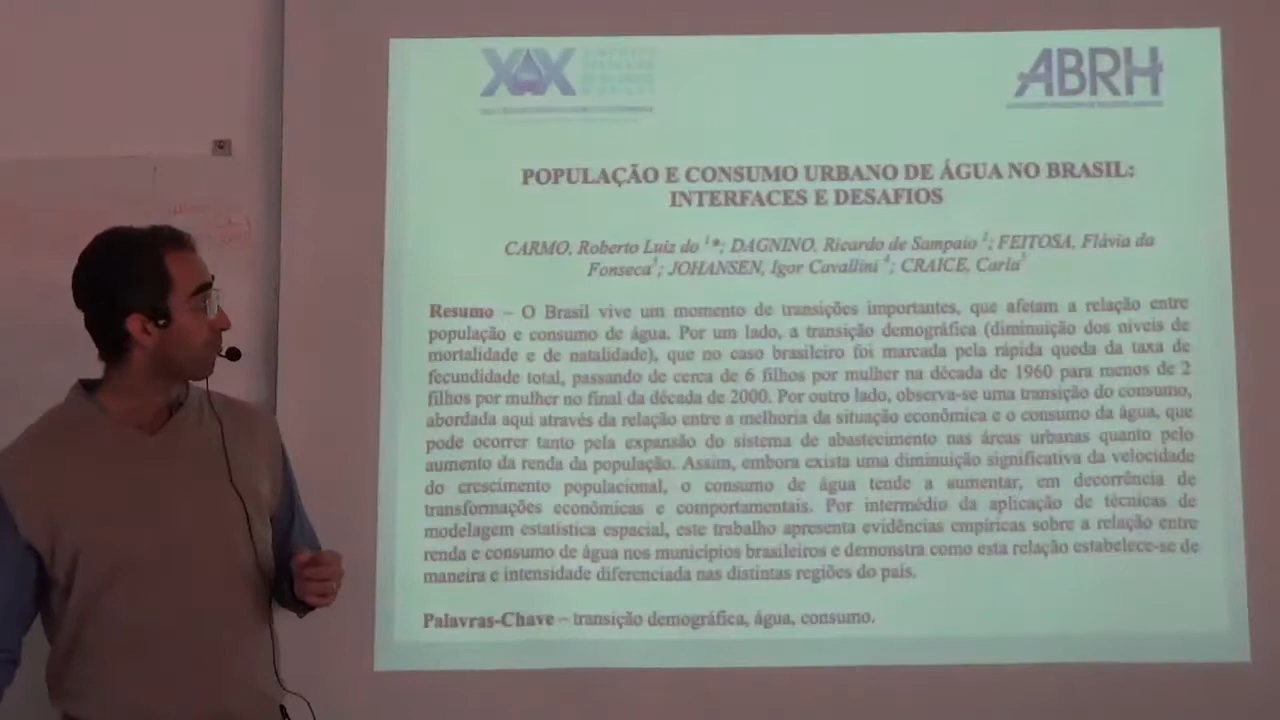 XX
ABRH
POPULAÇÃO E CONSUMO URBANO DE ÁGUA NO BRASIL:
INTERFACES E DESAFIOS
CARMO, Roberto Luiz do ¹*; DAGNINO, Ricardo de Sampaio ²; FEITOSA, Flávia da
Fonseca³; JOHANSEN, Igor Cavallini ⁴; CRAICE, Carla⁵
Resumo – O Brasil vive um momento de transições importantes, que afetam a relação entre
população e consumo de água. Por um lado, a transição demográfica (diminuição dos níveis de
mortalidade e de natalidade), que no caso brasileiro foi marcada pela rápida queda da taxa de
fecundidade total, passando de cerca de 6 filhos por mulher na década de 1960 para menos de 2
filhos por mulher no final da década de 2000. Por outro lado, observa-se uma transição do consumo,
abordada aqui através da relação entre a melhoria da situação econômica e o consumo da água, que
pode ocorrer tanto pela expansão do sistema de abastecimento nas áreas urbanas quanto pelo
aumento da renda da população. Assim, embora exista uma diminuição significativa da velocidade
do crescimento populacional, o consumo de água tende a aumentar, em decorrência de
transformações econômicas e comportamentais. Por intermédio da aplicação de técnicas de
modelagem estatística espacial, este trabalho apresenta evidências empíricas sobre a relação entre
renda e consumo de água nos municípios brasileiros e demonstra como esta relação estabelece-se de
maneira e intensidade diferenciada nas distintas regiões do país.
Palavras-Chave – transição demográfica, água, consumo.